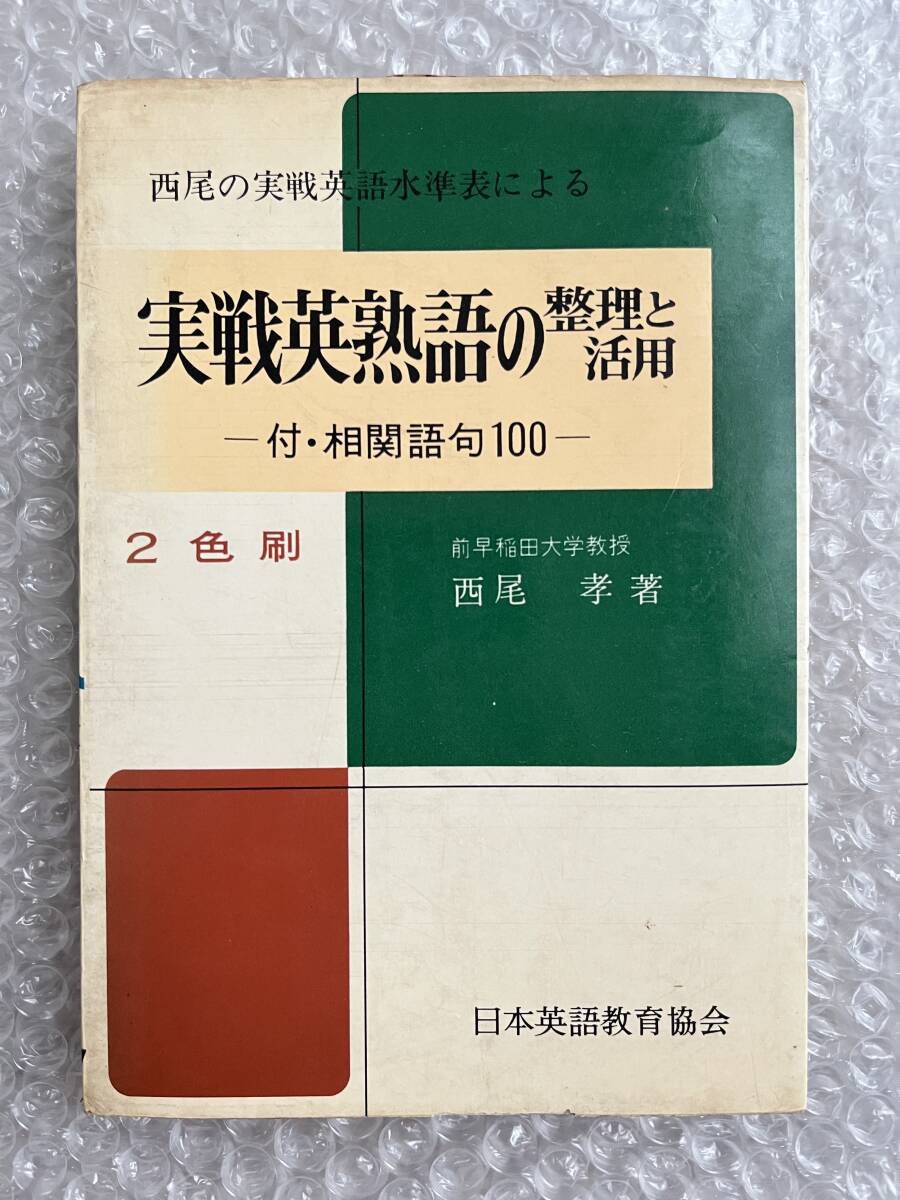 西尾の実戦英語水準表による
実戦英熟語の整理と活用
―付・相関語句100―
2色刷
前早稲田大学教授
西尾 孝著
日本英語教育協会